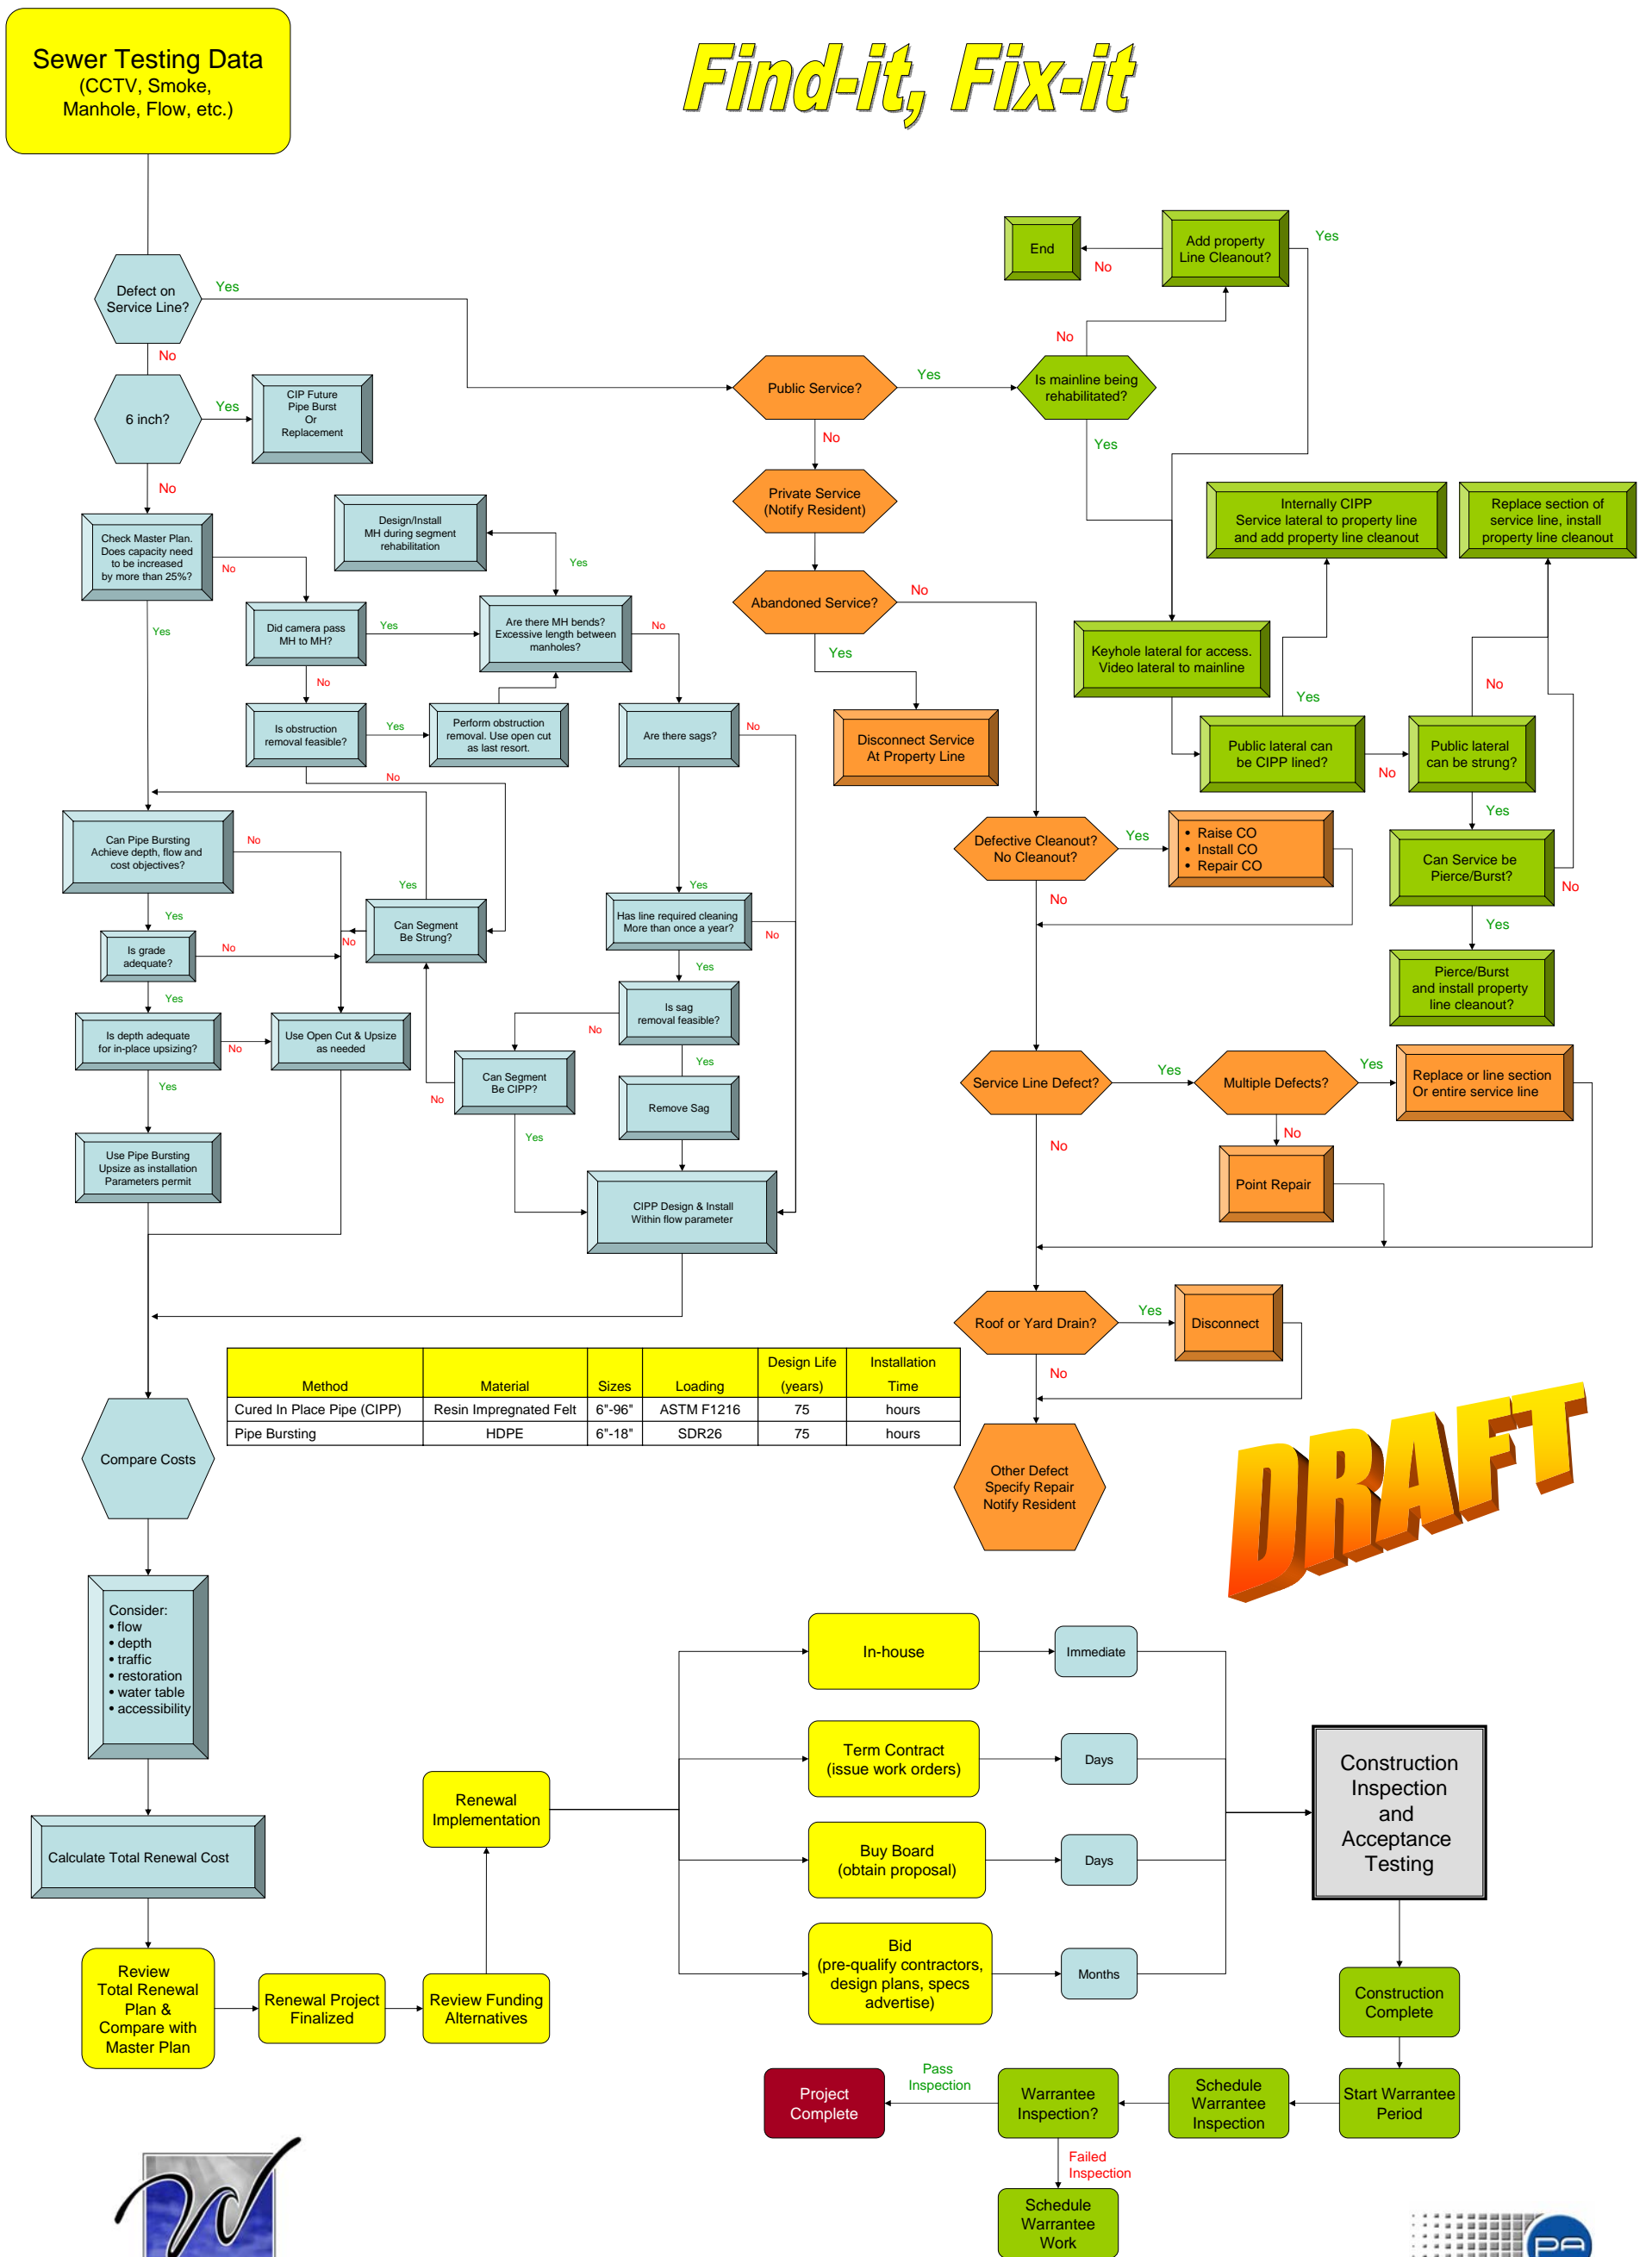 Sewer Testing Data
(CCTV, Smoke,
Manhole, Flow, etc.)
Find-it, Fix-it
Defect on
Service Line?
Yes
No
6 inch?
Yes
CIP Future
Pipe Burst
Or
Replacement
No
Check Master Plan.
Does capacity need
to be increased
by more than 25%?
No
Yes
Design/Install
MH during segment
rehabilitation
Yes
Did camera pass
MH to MH?
Yes
No
Are there MH bends?
Excessive length between
manholes?
No
Is obstruction
removal feasible?
Yes
No
Perform obstruction
removal. Use open cut
as last resort.
Are there sags?
No
Yes
Can Pipe Bursting
Achieve depth, flow and
cost objectives?
No
Yes
Is grade
adequate?
No
Yes
Is depth adequate
for in-place upsizing?
No
Yes
Use Open Cut & Upsize
as needed
Can Segment
Be Strung?
Yes
No
Has line required cleaning
More than once a year?
No
Yes
Is sag
removal feasible?
No
Yes
Can Segment
Be CIPP?
No
Yes
Remove Sag
Use Pipe Bursting
Upsize as installation
Parameters permit
CIPP Design & Install
Within flow parameter
End
No
Add property
Line Cleanout?
Yes
No
Public Service?
Yes
No
Is mainline being
rehabilitated?
Yes
Private Service
(Notify Resident)
Abandoned Service?
No
Yes
Disconnect Service
At Property Line
Internally CIPP
Service lateral to property line
and add property line cleanout
Replace section of
service line, install
property line cleanout
Keyhole lateral for access.
Video lateral to mainline
Yes
No
Public lateral can
be CIPP lined?
No
Public lateral
can be strung?
Yes
Can Service be
Pierce/Burst?
No
Yes
Pierce/Burst
and install property
line cleanout?
Defective Cleanout?
No Cleanout?
Yes
No
• Raise CO
• Install CO
• Repair CO
Service Line Defect?
Yes
No
Multiple Defects?
Yes
No
Replace or line section
Or entire service line
Point Repair
Roof or Yard Drain?
Yes
No
Disconnect
Other Defect
Specify Repair
Notify Resident
Method Material Sizes Loading Design Life (years) Installation Time
Cured In Place Pipe (CIPP) Resin Impregnated Felt 6"-96" ASTM F1216 75 hours
Pipe Bursting HDPE 6"-18" SDR26 75 hours
DRAFT
Compare Costs
Consider:
• flow
• depth
• traffic
• restoration
• water table
• accessibility
Calculate Total Renewal Cost
Review
Total Renewal
Plan &
Compare with
Master Plan
Renewal Project
Finalized
Review Funding
Alternatives
Renewal
Implementation
In-house
Immediate
Term Contract
(issue work orders)
Days
Buy Board
(obtain proposal)
Days
Bid
(pre-qualify contractors,
design plans, specs
advertise)
Months
Construction
Inspection
and
Acceptance
Testing
Construction
Complete
Start Warrantee
Period
Schedule
Warrantee
Inspection
Warrantee
Inspection?
Pass
Inspection
Project
Complete
Failed
Inspection
Schedule
Warrantee
Work
PA